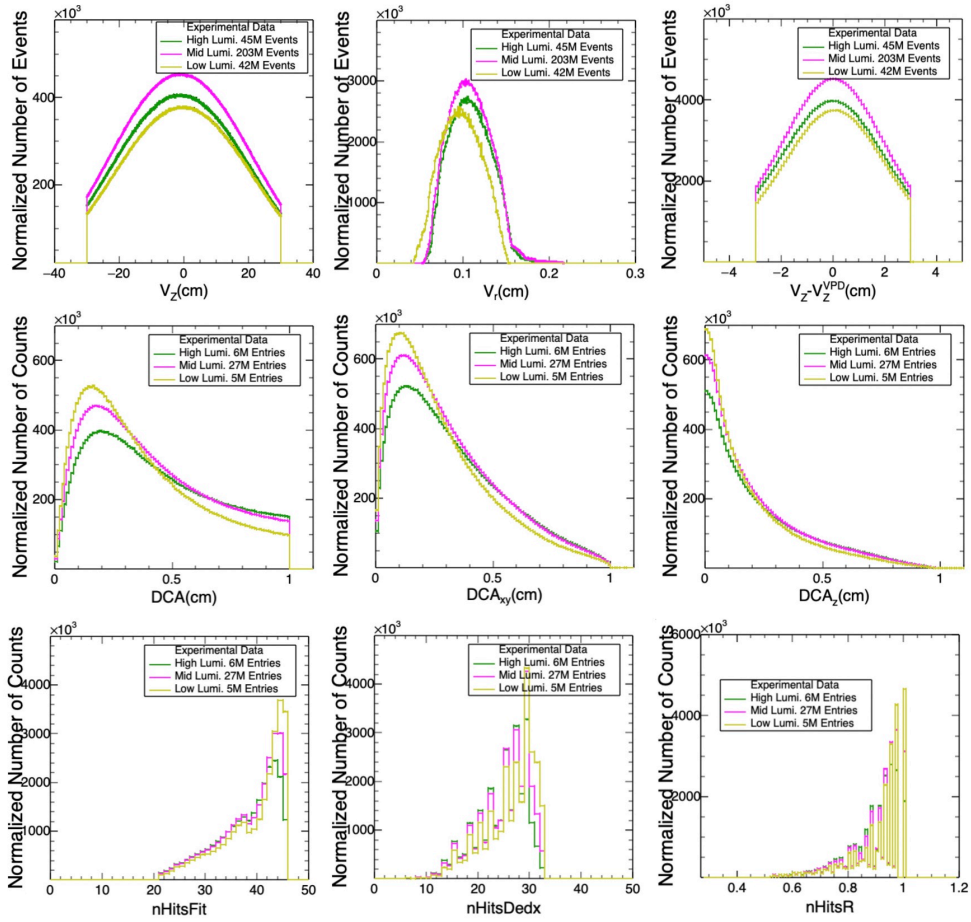 ×10³
Normalized Number of Events
Experimental Data
High Lumi. 45M Events
Mid Lumi. 203M Events
Low Lumi. 42M Events
400
200
−40 −20 0 20 40
V_Z(cm)
×10³
Normalized Number of Events
Experimental Data
High Lumi. 45M Events
Mid Lumi. 203M Events
Low Lumi. 42M Events
3000
2000
1000
0 0.1 0.2 0.3
V_r(cm)
×10³
Normalized Number of Events
Experimental Data
High Lumi. 45M Events
Mid Lumi. 203M Events
Low Lumi. 42M Events
4000
2000
−4 −2 0 2 4
V_Z-V_Z^VPD(cm)
×10³
Normalized Number of Counts
Experimental Data
High Lumi. 6M Entries
Mid Lumi. 27M Entries
Low Lumi. 5M Entries
600
400
200
0 0.5 1
DCA(cm)
×10³
Normalized Number of Counts
Experimental Data
High Lumi. 6M Entries
Mid Lumi. 27M Entries
Low Lumi. 5M Entries
600
400
200
0 0.5 1
DCA_xy(cm)
×10³
Normalized Number of Counts
Experimental Data
High Lumi. 6M Entries
Mid Lumi. 27M Entries
Low Lumi. 5M Entries
600
400
200
0 0.5 1
DCA_z(cm)
×10³
Normalized Number of Counts
Experimental Data
High Lumi. 6M Entries
Mid Lumi. 27M Entries
Low Lumi. 5M Entries
4000
3000
2000
1000
0 10 20 30 40 50
nHitsFit
×10³
Normalized Number of Counts
Experimental Data
High Lumi. 6M Entries
Mid Lumi. 27M Entries
Low Lumi. 5M Entries
4000
3000
2000
1000
0 10 20 30 40 50
nHitsDedx
6000
×10³
Normalized Number of Counts
Experimental Data
High Lumi. 6M Entries
Mid Lumi. 27M Entries
Low Lumi. 5M Entries
4000
2000
0.4 0.6 0.8 1 1.2
nHitsR